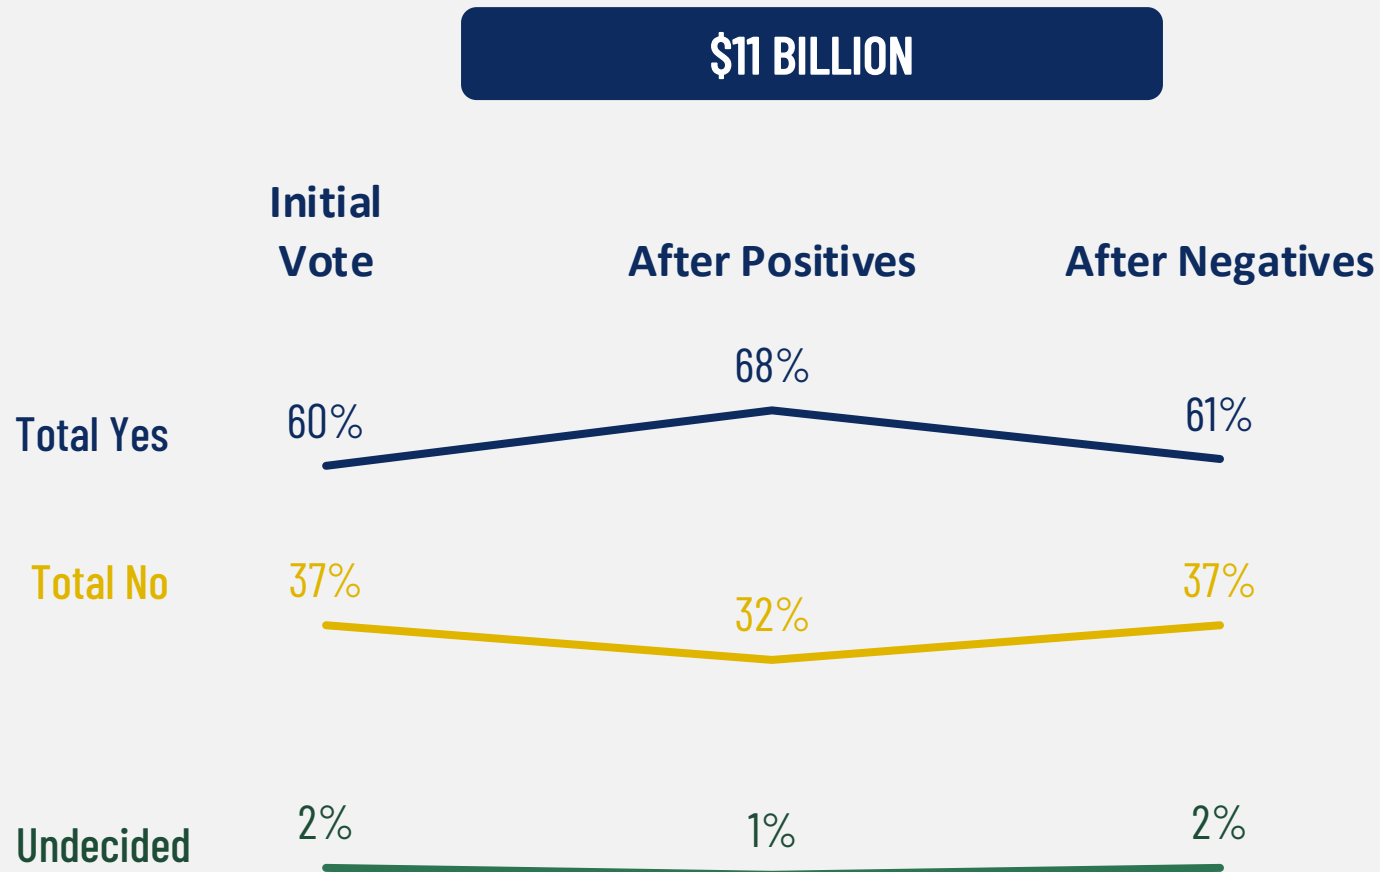 $11 BILLION
Initial
Vote
After Positives
After Negatives
Total Yes
60%
68%
61%
Total No
37%
32%
37%
Undecided
2%
1%
2%